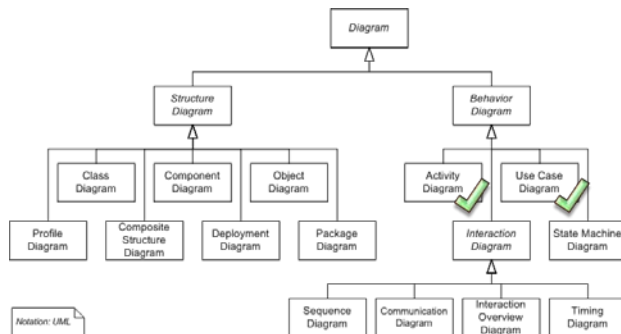 Diagram
Structure
Diagram
Behavior
Diagram
Class
Diagram
Component
Diagram
Object
Diagram
Activity
Diagram
Use Case
Diagram
Profile
Diagram
Composite
Structure
Diagram
Deployment
Diagram
Package
Diagram
Interaction
Diagram
State Machine
Diagram
Sequence
Diagram
Communication
Diagram
Interaction
Overview
Diagram
Timing
Diagram
Notation: UML